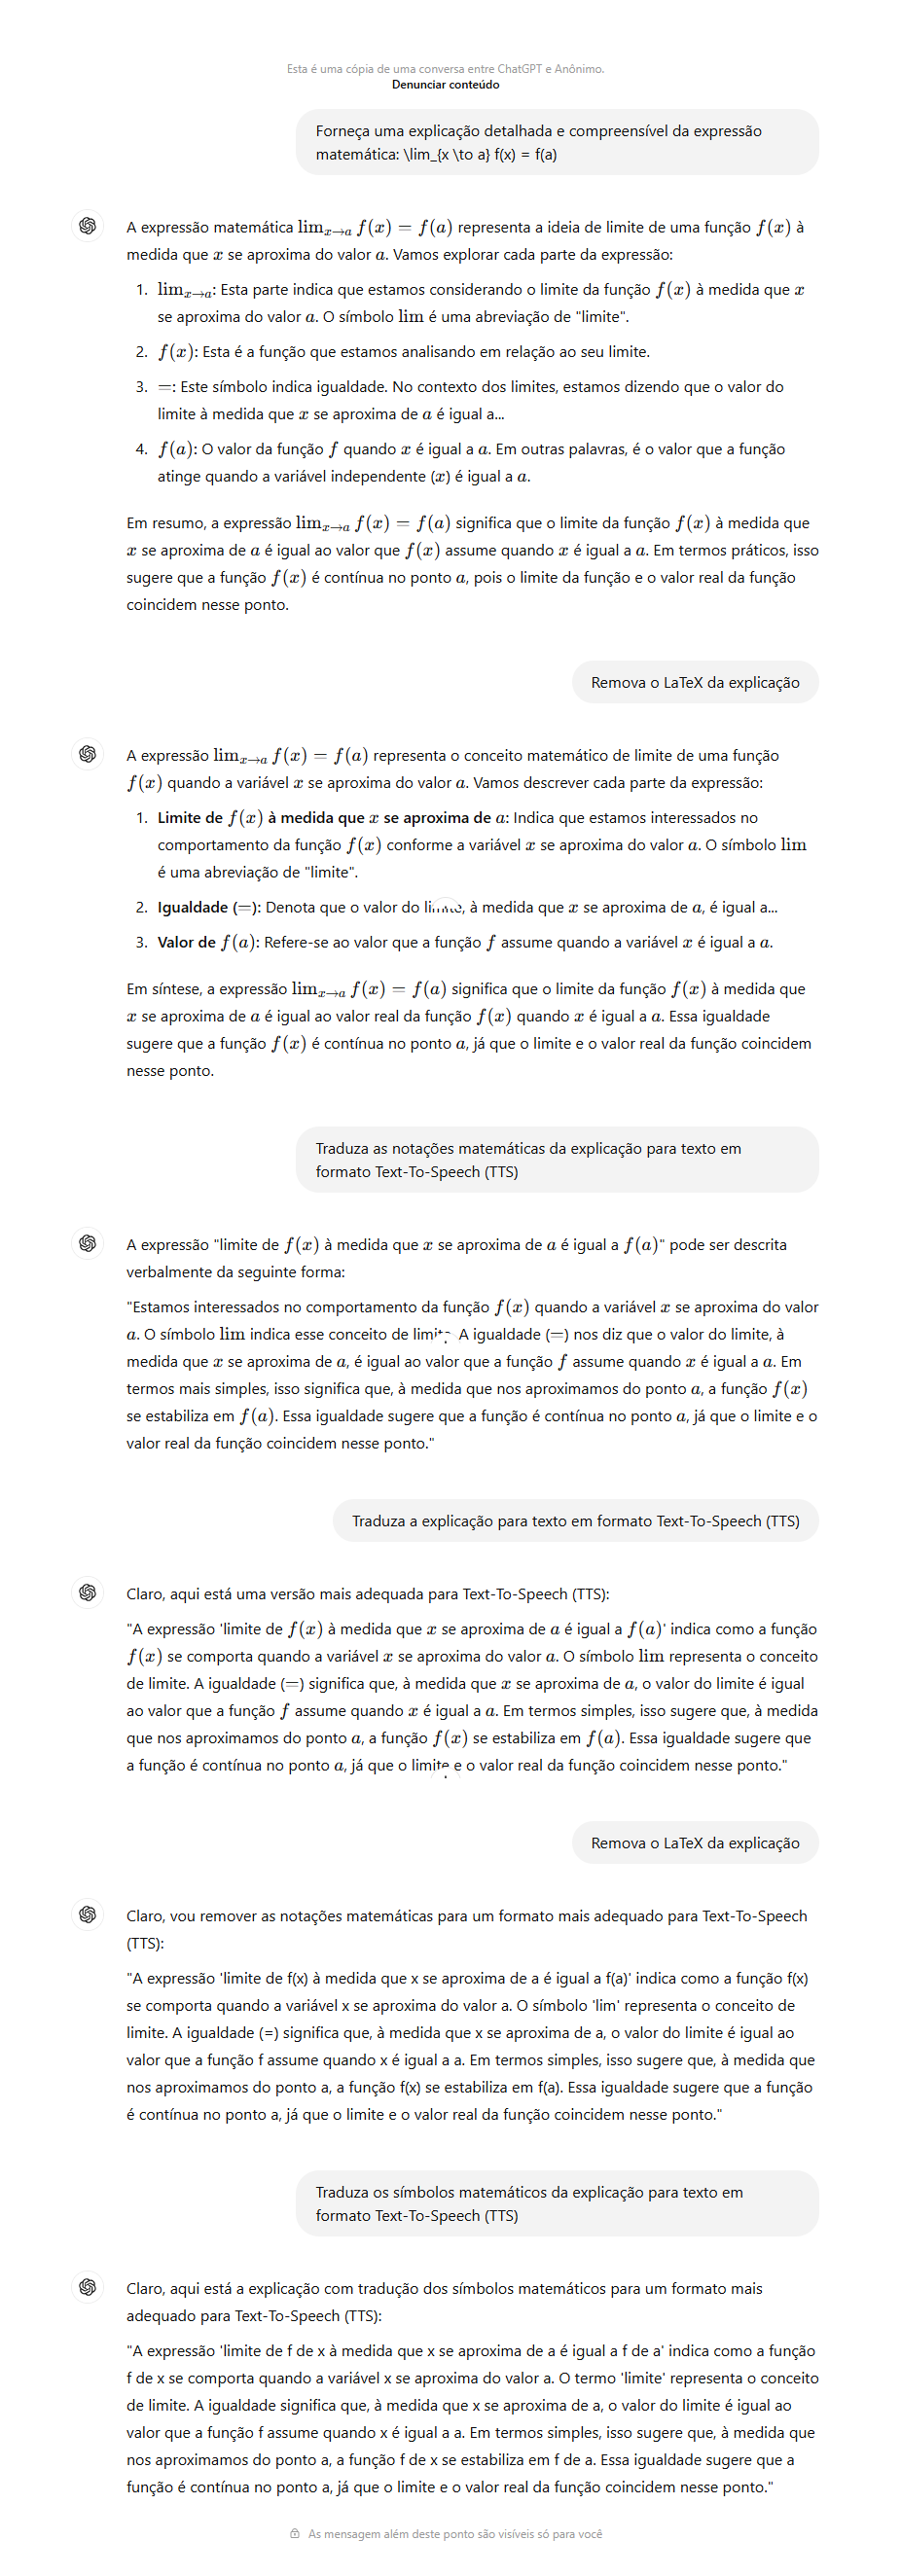 Esta é uma cópia de uma conversa entre ChatGPT e Anônimo.
Denunciar conteúdo
Forneça uma explicação detalhada e compreensível da expressão
matemática: \lim_{x \to a} f(x) = f(a)
A expressão matemática lim x→a f(x) = f(a) representa a ideia de limite de uma função f(x) à
medida que x se aproxima do valor a. Vamos explorar cada parte da expressão:
1. lim x→a: Esta parte indica que estamos considerando o limite da função f(x) à medida que x
se aproxima do valor a. O símbolo lim é uma abreviação de "limite".
2. f(x): Esta é a função que estamos analisando em relação ao seu limite.
3. =: Este símbolo indica igualdade. No contexto dos limites, estamos dizendo que o valor do
limite à medida que x se aproxima de a é igual a...
4. f(a): O valor da função f quando x é igual a a. Em outras palavras, é o valor que a função
atinge quando a variável independente (x) é igual a a.
Em resumo, a expressão lim x→a f(x) = f(a) significa que o limite da função f(x) à medida que
x se aproxima de a é igual ao valor que f(x) assume quando x é igual a a. Em termos práticos, isso
sugere que a função f(x) é contínua no ponto a, pois o limite da função e o valor real da função
coincidem nesse ponto.
Remova o LaTeX da explicação
A expressão lim x→a f(x) = f(a) representa o conceito matemático de limite de uma função
f(x) quando a variável x se aproxima do valor a. Vamos descrever cada parte da expressão:
1. Limite de f(x) à medida que x se aproxima de a: Indica que estamos interessados no
comportamento da função f(x) conforme a variável x se aproxima do valor a. O símbolo lim
é uma abreviação de "limite".
2. Igualdade (=): Denota que o valor do limite, à medida que x se aproxima de a, é igual a...
3. Valor de f(a): Refere-se ao valor que a função f assume quando a variável x é igual a a.
Em síntese, a expressão lim x→a f(x) = f(a) significa que o limite da função f(x) à medida que
x se aproxima de a é igual ao valor real da função f(x) quando x é igual a a. Essa igualdade
sugere que a função f(x) é contínua no ponto a, já que o limite e o valor real da função coincidem
nesse ponto.
Traduza as notações matemáticas da explicação para texto em
formato Text-To-Speech (TTS)
A expressão "limite de f(x) à medida que x se aproxima de a é igual a f(a)" pode ser descrita
verbalmente da seguinte forma:
"Estamos interessados no comportamento da função f(x) quando a variável x se aproxima do valor
a. O símbolo lim indica esse conceito de limite. A igualdade (=) nos diz que o valor do limite, à
medida que x se aproxima de a, é igual ao valor que a função f assume quando x é igual a a. Em
termos mais simples, isso significa que, à medida que nos aproximamos do ponto a, a função f(x)
se estabiliza em f(a). Essa igualdade sugere que a função é contínua no ponto a, já que o limite e o
valor real da função coincidem nesse ponto."
Traduza a explicação para texto em formato Text-To-Speech (TTS)
Claro, aqui está uma versão mais adequada para Text-To-Speech (TTS):
"A expressão 'limite de f(x) à medida que x se aproxima de a é igual a f(a)' indica como a função
f(x) se comporta quando a variável x se aproxima do valor a. O símbolo lim representa o conceito
de limite. A igualdade (=) significa que, à medida que x se aproxima de a, o valor do limite é igual
ao valor que a função f assume quando x é igual a a. Em termos simples, isso sugere que, à medida
que nos aproximamos do ponto a, a função f(x) se estabiliza em f(a). Essa igualdade sugere que
a função é contínua no ponto a, já que o limite e o valor real da função coincidem nesse ponto."
Remova o LaTeX da explicação
Claro, vou remover as notações matemáticas para um formato mais adequado para Text-To-Speech
(TTS):
"A expressão 'limite de f(x) à medida que x se aproxima de a é igual a f(a)' indica como a função f(x)
se comporta quando a variável x se aproxima do valor a. O símbolo 'lim' representa o conceito de
limite. A igualdade (=) significa que, à medida que x se aproxima de a, o valor do limite é igual ao
valor que a função f assume quando x é igual a a. Em termos simples, isso sugere que, à medida que
nos aproximamos do ponto a, a função f(x) se estabiliza em f(a). Essa igualdade sugere que a função
é contínua no ponto a, já que o limite e o valor real da função coincidem nesse ponto."
Traduza os símbolos matemáticos da explicação para texto em
formato Text-To-Speech (TTS)
Claro, aqui está a explicação com tradução dos símbolos matemáticos para um formato mais
adequado para Text-To-Speech (TTS):
"A expressão 'limite de f de x à medida que x se aproxima de a é igual a f de a' indica como a função
f de x se comporta quando a variável x se aproxima do valor a. O termo 'limite' representa o conceito
de limite. A igualdade significa que, à medida que x se aproxima de a, o valor do limite é igual ao
valor que a função f assume quando x é igual a a. Em termos simples, isso sugere que, à medida que
nos aproximamos do ponto a, a função f de x se estabiliza em f de a. Essa igualdade sugere que a
função é contínua no ponto a, já que o limite e o valor real da função coincidem nesse ponto."
As mensagem além deste ponto são visíveis só para você